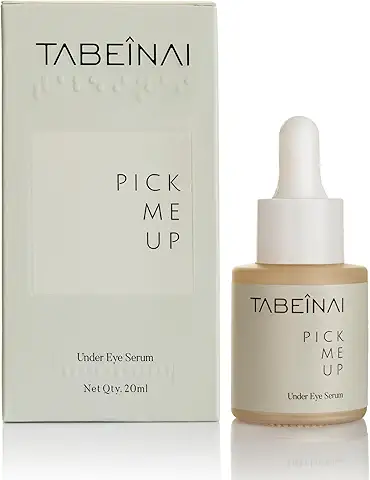 TABEÎNAI
PICK
ME
UP
Under Eye Serum
Net Qty. 20ml
TABEÎNAI
PICK
ME
UP
Under Eye Serum